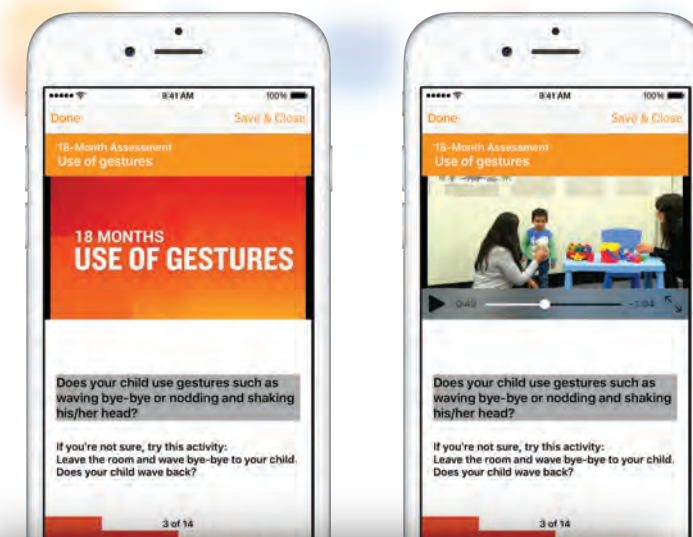 9:41 AM
100%
Done
Save & Close
18-Month Assessment
Use of gestures
18 MONTHS
USE OF GESTURES
Does your child use gestures such as
waving bye-bye or nodding and shaking
his/her head?
If you're not sure, try this activity:
Leave the room and wave bye-bye to your child.
Does your child wave back?
3 of 14
9:41 AM
100%
Done
Save & Close
18-Month Assessment
Use of gestures
0:43
-1:04
Does your child use gestures such as
waving bye-bye or nodding and shaking
his/her head?
If you're not sure, try this activity:
Leave the room and wave bye-bye to your child.
Does your child wave back?
3 of 14